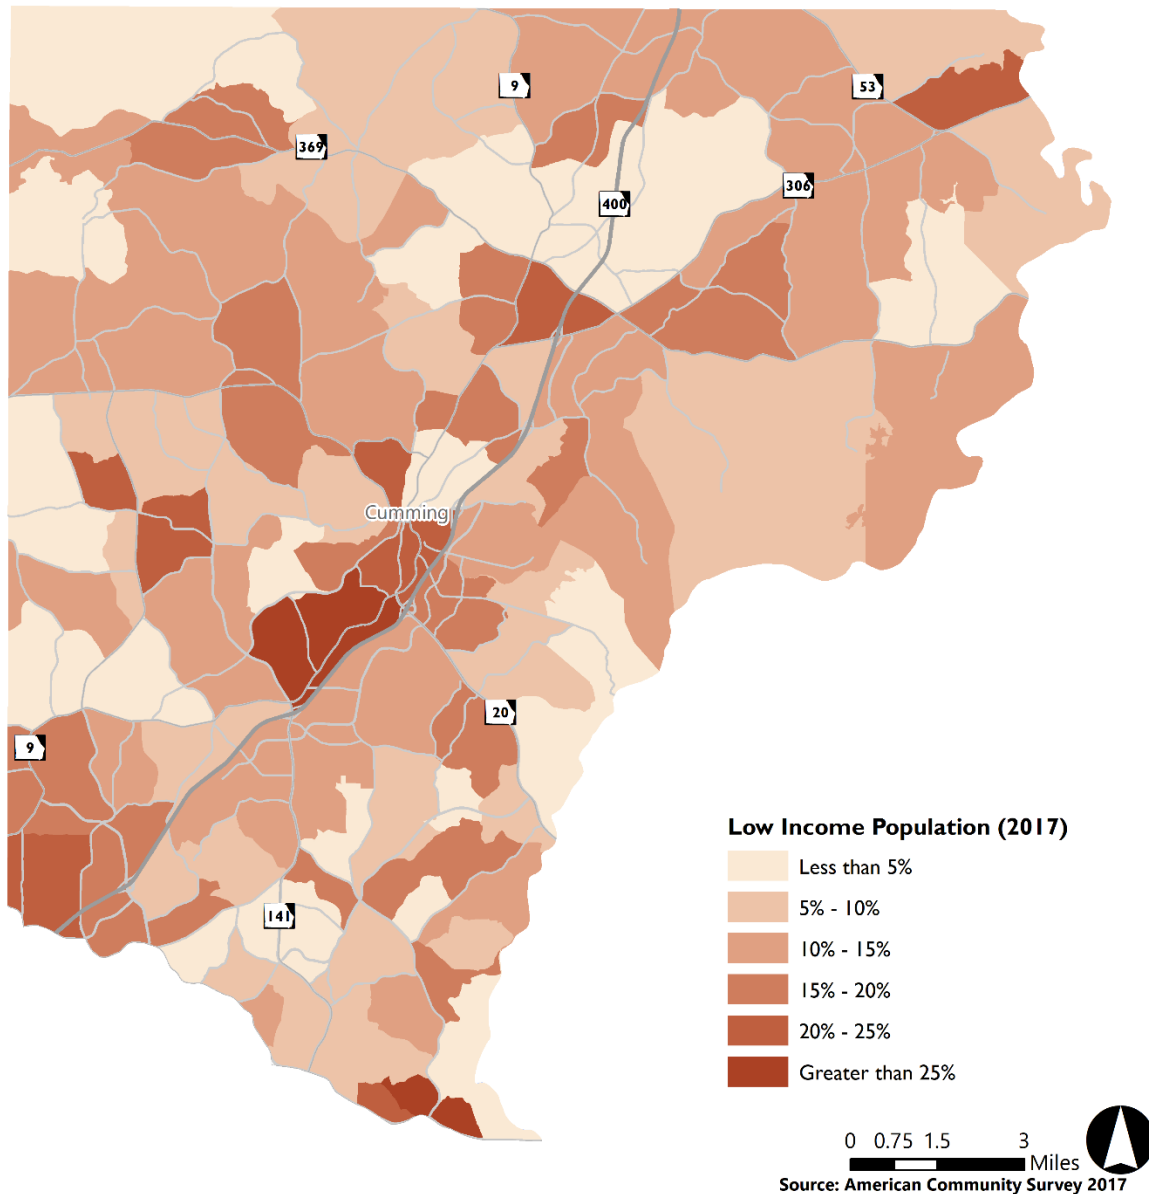 9
53
369
306
400
Cumming
20
9
141
Low Income Population (2017)
Less than 5%
5% - 10%
10% - 15%
15% - 20%
20% - 25%
Greater than 25%
0 0.75 1.5 3
Miles
Source: American Community Survey 2017